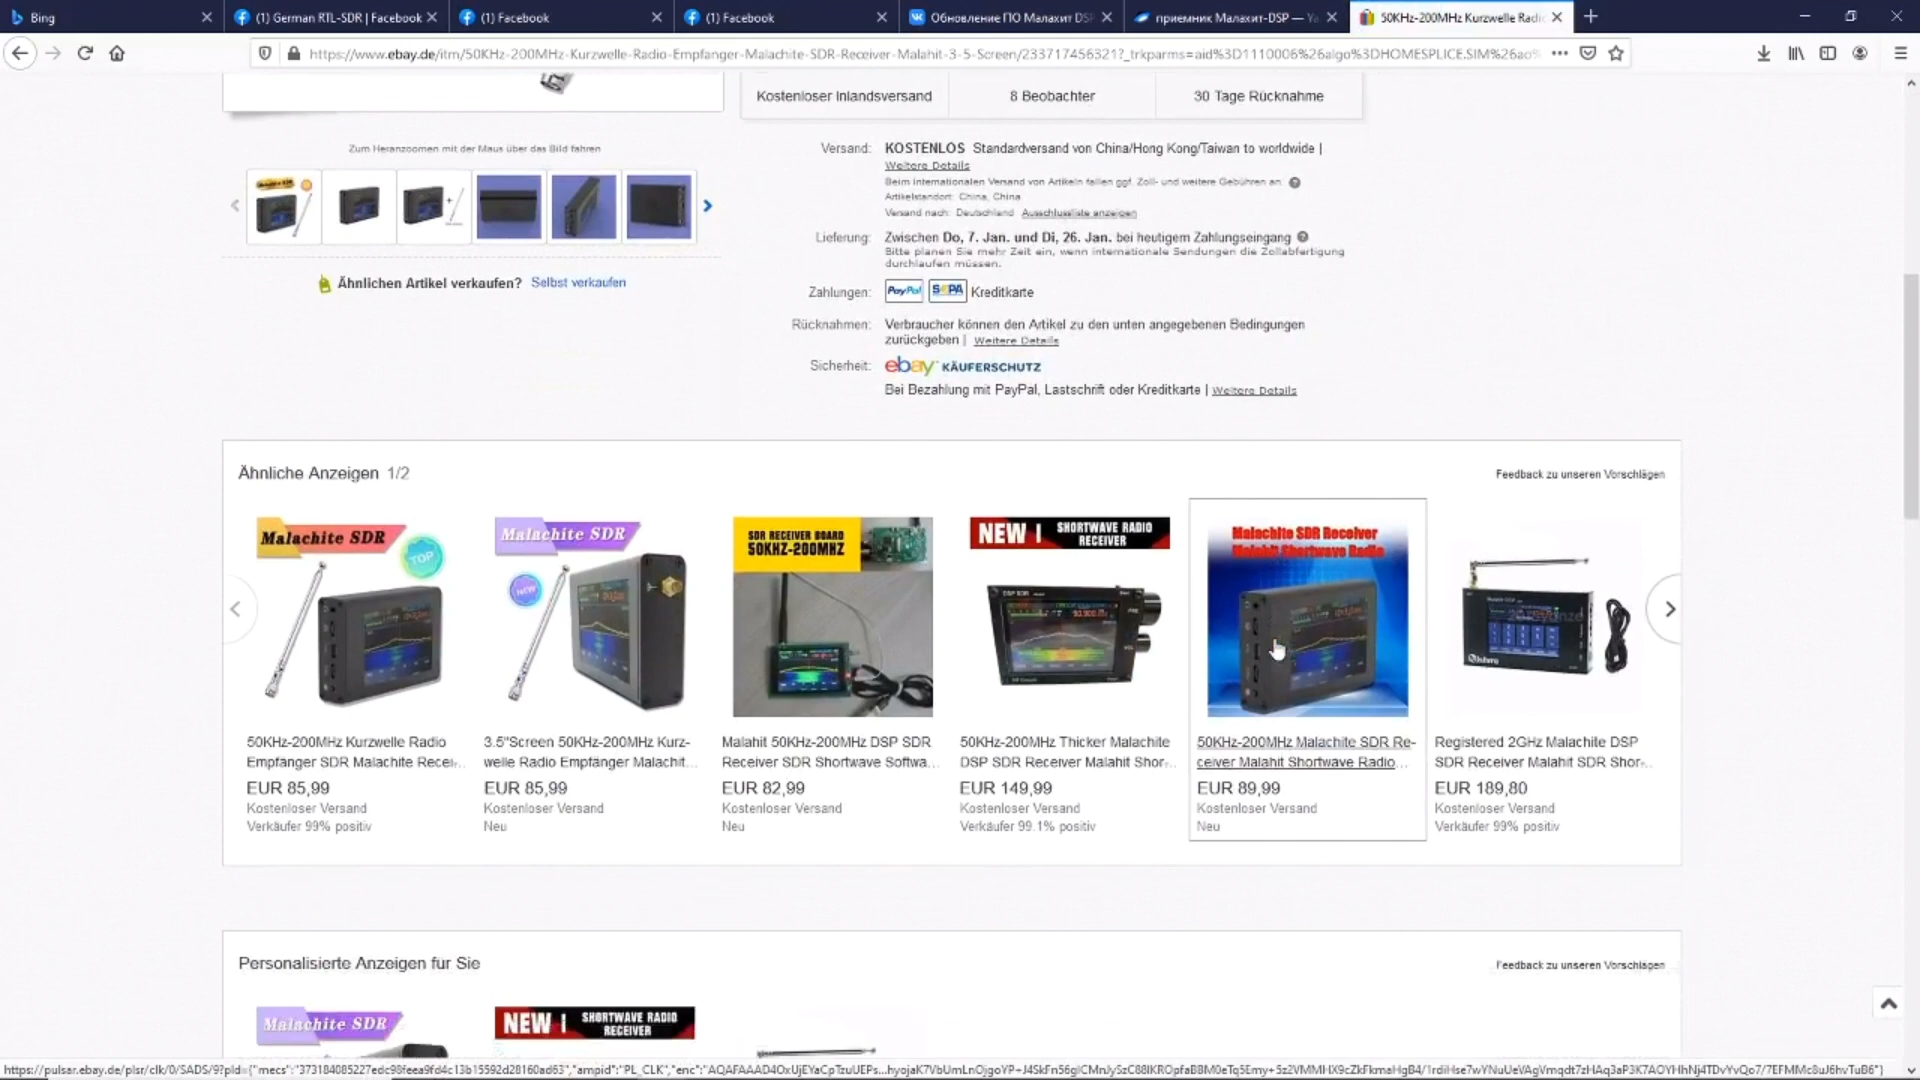 Bing
(1) German RTL-SDR | Facebook
(1) Facebook
(1) Facebook
Обновление ПО Малахит DSP
приемник Малахит-DSP — Ya
50KHz-200MHz Kurzwelle Radio
https://www.ebay.de/itm/50KHz-200MHz-Kurzwelle-Radio-Empfanger-Malachite-SDR-Receiver-Malahit-3-5-Screen/233717456321?_trkparms=aid%3D1110006%26algo%3DHOMESPLICE.SIM%26ao%
Kostenloser Inlandsversand
8 Beobachter
30 Tage Rücknahme
Zum Heranzoomen mit der Maus über das Bild fahren
Ähnlichen Artikel verkaufen? Selbst verkaufen
Versand: KOSTENLOS Standardversand von China/Hong Kong/Taiwan to worldwide |
Weitere Details
Beim internationalen Versand von Artikeln fallen ggf. Zoll- und weitere Gebühren an.
Artikelstandort: China, China
Versand nach: Deutschland Ausschlussliste anzeigen
Lieferung: Zwischen Do, 7. Jan. und Di, 26. Jan. bei heutigem Zahlungseingang
Bitte planen Sie mehr Zeit ein, wenn internationale Sendungen die Zollabfertigung
durchlaufen müssen.
Zahlungen: PayPal SEPA Kreditkarte
Rücknahmen: Verbraucher können den Artikel zu den unten angegebenen Bedingungen
zurückgeben | Weitere Details
Sicherheit: ebay KÄUFERSCHUTZ
Bei Bezahlung mit PayPal, Lastschrift oder Kreditkarte | Weitere Details
Ähnliche Anzeigen 1/2
Feedback zu unseren Vorschlägen
Malachite SDR
TOP
50KHz-200MHz Kurzwelle Radio
Empfänger SDR Malachite Recei...
EUR 85,99
Kostenloser Versand
Verkäufer 99% positiv
Malachite SDR
NEW
3.5"Screen 50KHz-200MHz Kurz-
welle Radio Empfänger Malachit...
EUR 85,99
Kostenloser Versand
Neu
SDR RECEIVER BOARD
50KHZ-200MHZ
Malahit 50KHz-200MHz DSP SDR
Receiver SDR Shortwave Softwa...
EUR 82,99
Kostenloser Versand
Neu
NEW | SHORTWAVE RADIO
RECEIVER
DSP SDR
50KHz-200MHz Thicker Malachite
DSP SDR Receiver Malahit Shor...
EUR 149,99
Kostenloser Versand
Verkäufer 99.1% positiv
Malachite SDR Receiver
Malahit Shortwave Radio
50KHz-200MHz Malachite SDR Re-
ceiver Malahit Shortwave Radio...
EUR 89,99
Kostenloser Versand
Neu
Registered 2GHz Malachite DSP
SDR Receiver Malahit SDR Shor...
EUR 189,80
Kostenloser Versand
Verkäufer 99% positiv
Personalisierte Anzeigen für Sie
Feedback zu unseren Vorschlägen
Malachite SDR
NEW | SHORTWAVE RADIO
RECEIVER